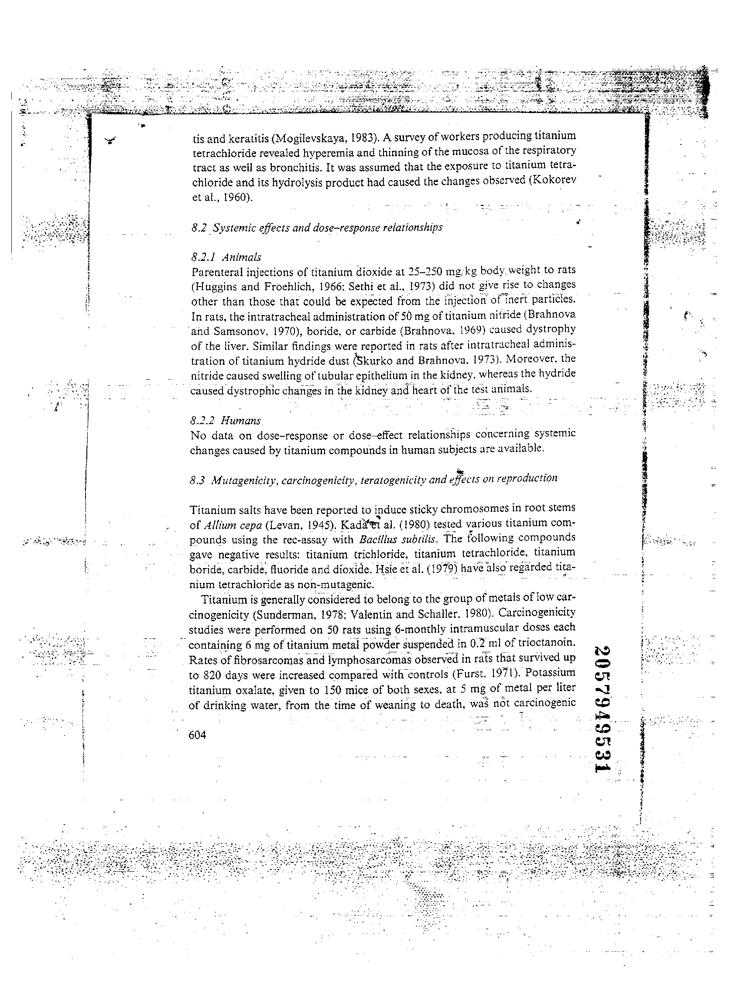 tis and keratitis (Mogilevskaya, 1983). A survey of workers producing titanium
tetrachloride revealed hyperemia and thinning of the mucosa of the respiratory
tract as well as bronchitis. It was assumed that the exposure to titanium tetra-
chloride and its hydrolysis product had caused the changes observed (Kokorev
et al., 1960).
8.2 Systemic effects and dose–response relationships
8.2.1 Animals
Parenteral injections of titanium dioxide at 25–250 mg/kg body weight to rats
(Huggins and Froehlich, 1966; Sethi et al., 1973) did not give rise to changes
other than those that could be expected from the injection of inert particles.
In rats, the intratracheal administration of 50 mg of titanium nitride (Brahnova
and Samsonov, 1970), boride, or carbide (Brahnova, 1969) caused dystrophy
of the liver. Similar findings were reported in rats after intratracheal adminis-
tration of titanium hydride dust (Skurko and Brahnova, 1973). Moreover, the
nitride caused swelling of tubular epithelium in the kidney, whereas the hydride
caused dystrophic changes in the kidney and heart of the test animals.
8.2.2 Humans
No data on dose–response or dose–effect relationships concerning systemic
changes caused by titanium compounds in human subjects are available.
8.3 Mutagenicity, carcinogenicity, teratogenicity and effects on reproduction
Titanium salts have been reported to induce sticky chromosomes in root stems
of Allium cepa (Levan, 1945). Kada et al. (1980) tested various titanium com-
pounds using the rec-assay with Bacillus subtilis. The following compounds
gave negative results: titanium trichloride, titanium tetrachloride, titanium
boride, carbide, fluoride and dioxide. Hsie et al. (1979) have also regarded tita-
nium tetrachloride as non-mutagenic.
Titanium is generally considered to belong to the group of metals of low car-
cinogenicity (Sunderman, 1978; Valentin and Schaller, 1980). Carcinogenicity
studies were performed on 50 rats using 6-monthly intramuscular doses each
containing 6 mg of titanium metal powder suspended in 0.2 ml of trioctanoin.
Rates of fibrosarcomas and lymphosarcomas observed in rats that survived up
to 820 days were increased compared with controls (Furst, 1971). Potassium
titanium oxalate, given to 150 mice of both sexes, at 5 mg of metal per liter
of drinking water, from the time of weaning to death, was not carcinogenic
604
2057949531